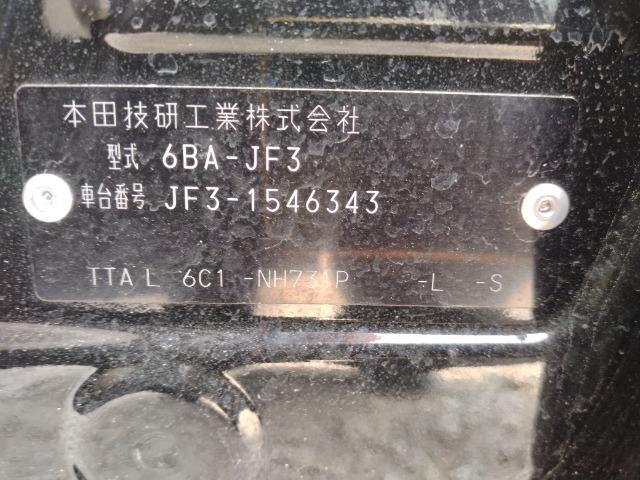 本田技研工業株式会社
型式 6BA-JF3
車台番号 JF3-1546343
TTA L 6C1 -NH731P -L -S